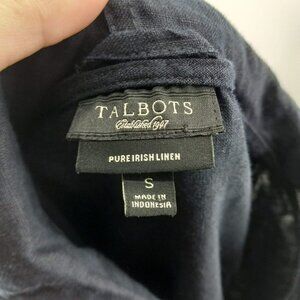 TALBOTS
Established 1947
PURE IRISH LINEN
S
MADE IN
INDONESIA